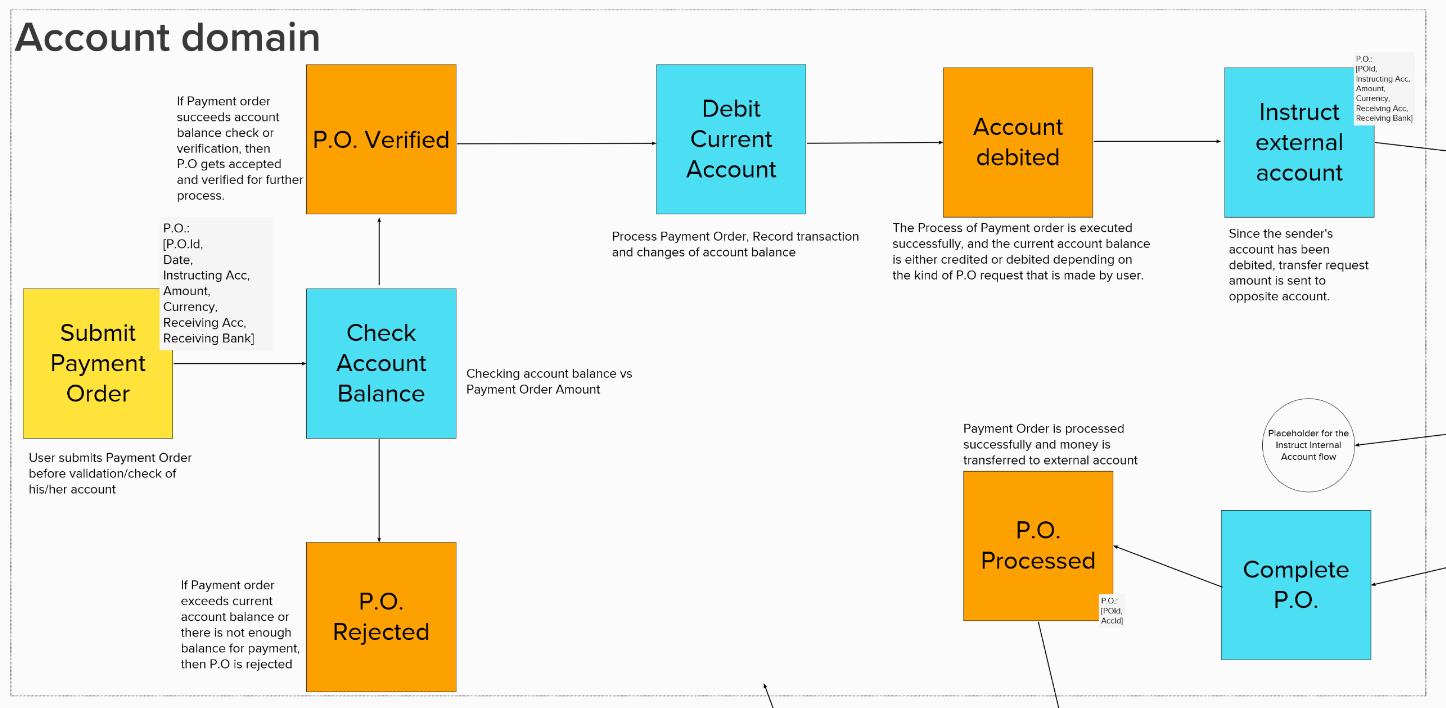 Account domain
If Payment order
succeeds account
balance check or
verification, then
P.O gets accepted
and verified for further
process.
P.O. Verified
Debit
Current
Account
Account
debited
Instruct
external
account
P.O.:
[POId,
Instructing Acc,
Amount,
Currency,
Receiving Acc,
Receiving Bank]
P.O.:
[P.O.Id,
Date,
Instructing Acc,
Amount,
Currency,
Receiving Acc,
Receiving Bank]
Process Payment Order, Record transaction
and changes of account balance
The Process of Payment order is executed
successfully, and the current account balance
is either credited or debited depending on
the kind of P.O request that is made by user.
Since the sender's
account has been
debited, transfer request
amount is sent to
opposite account.
Submit
Payment
Order
Check
Account
Balance
Checking account balance vs
Payment Order Amount
User submits Payment Order
before validation/check of
his/her account
Payment Order is processed
successfully and money is
transferred to external account
Placeholder for the
Instruct Internal
Account flow
P.O.
Processed
P.O.:
[POId,
AccId]
Complete
P.O.
If Payment order
exceeds current
account balance or
there is not enough
balance for payment,
then P.O is rejected
P.O.
Rejected